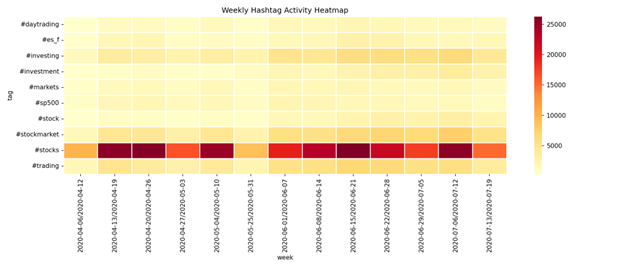 Weekly Hashtag Activity Heatmap
tag
#daytrading
#es_f
#investing
#investment
#markets
#sp500
#stock
#stockmarket
#stocks
#trading
2020-04-06/2020-04-12
2020-04-13/2020-04-19
2020-04-20/2020-04-26
2020-04-27/2020-05-03
2020-05-04/2020-05-10
2020-05-25/2020-05-31
2020-06-01/2020-06-07
2020-06-08/2020-06-14
2020-06-15/2020-06-21
2020-06-22/2020-06-28
2020-06-29/2020-07-05
2020-07-06/2020-07-12
2020-07-13/2020-07-19
week
25000
20000
15000
10000
5000